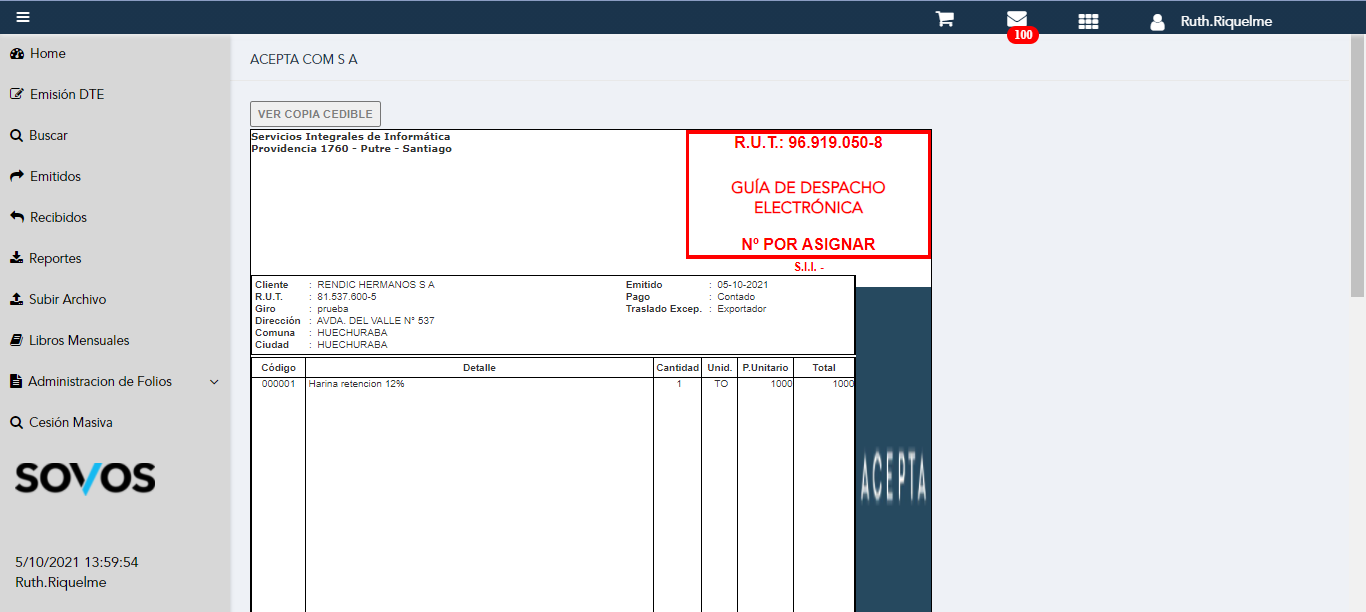 100
Ruth.Riquelme
Home
Emisión DTE
Buscar
Emitidos
Recibidos
Reportes
Subir Archivo
Libros Mensuales
Administracion de Folios
Cesión Masiva
SOVOS
5/10/2021 13:59:54
Ruth.Riquelme
ACEPTA COM S A
VER COPIA CEDIBLE
Servicios Integrales de Informática
Providencia 1760 - Putre - Santiago
R.U.T.: 96.919.050-8
GUÍA DE DESPACHO
ELECTRÓNICA
Nº POR ASIGNAR
S.I.I. -
Cliente : RENDIC HERMANOS S A Emitido : 05-10-2021
R.U.T. : 81.537.600-5 Pago : Contado
Giro : prueba Traslado Excep. : Exportador
Dirección : AVDA. DEL VALLE N° 537
Comuna : HUECHURABA
Ciudad : HUECHURABA
Código Detalle Cantidad Unid. P.Unitario Total
000001 Harina retencion 12% 1 TO 1000 1000
ACEPTA